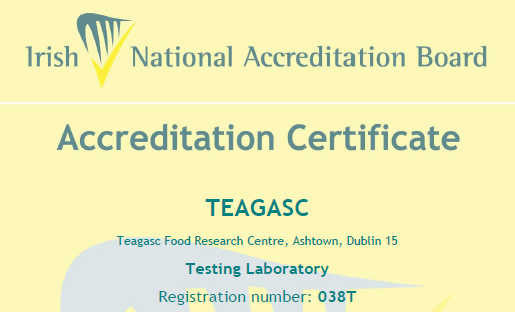 Irish National Accreditation Board
Accreditation Certificate
TEAGASC
Teagasc Food Research Centre, Ashtown, Dublin 15
Testing Laboratory
Registration number: 038T